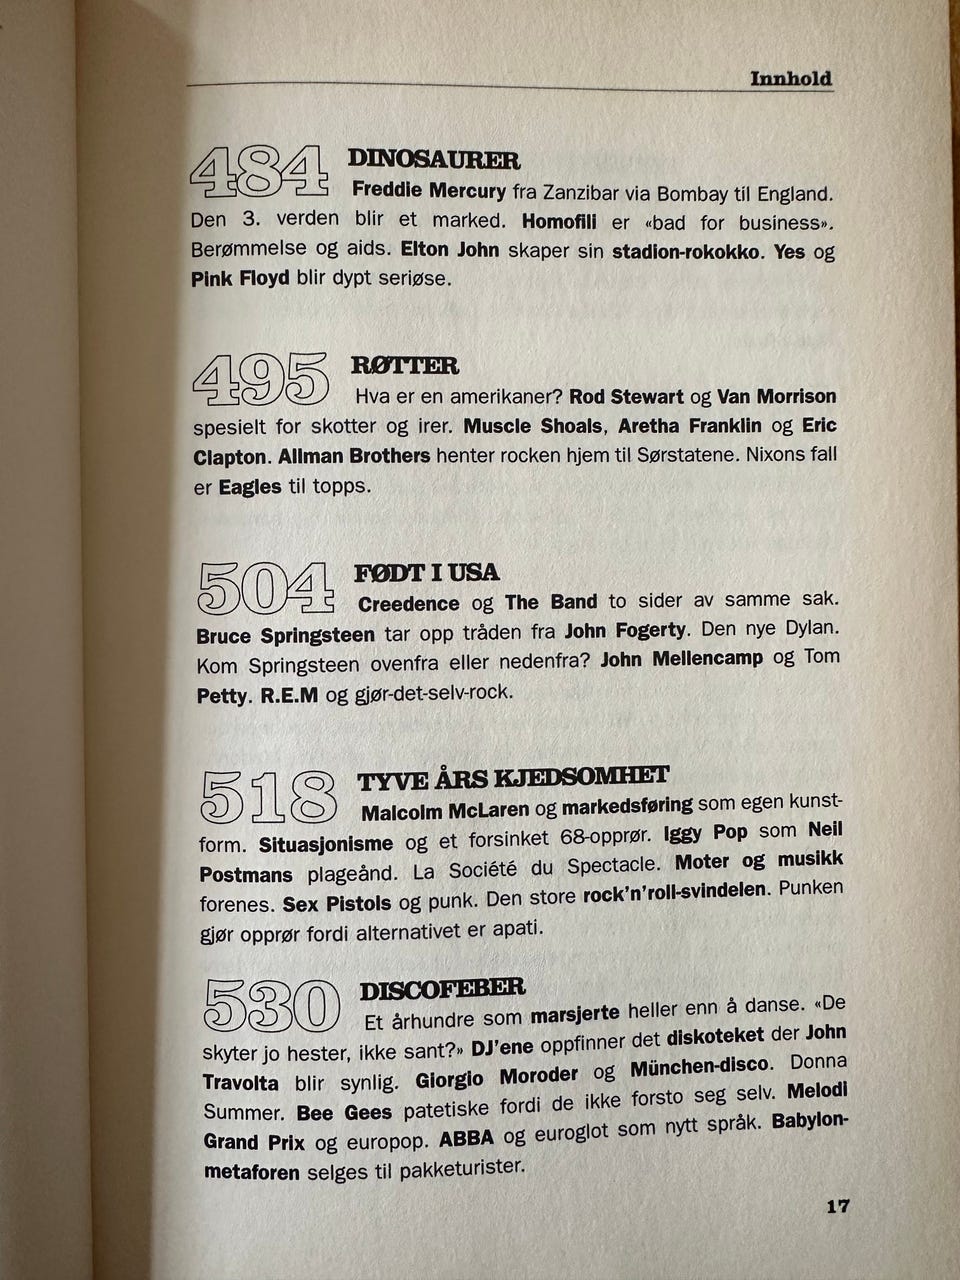 Innhold
484 DINOSAURER
Freddie Mercury fra Zanzibar via Bombay til England.
Den 3. verden blir et marked. Homofili er «bad for business».
Berømmelse og aids. Elton John skaper sin stadion-rokokko. Yes og
Pink Floyd blir dypt seriøse.
495 RØTTER
Hva er en amerikaner? Rod Stewart og Van Morrison
spesielt for skotter og irer. Muscle Shoals, Aretha Franklin og Eric
Clapton. Allman Brothers henter rocken hjem til Sørstatene. Nixons fall
er Eagles til topps.
504 FØDT I USA
Creedence og The Band to sider av samme sak.
Bruce Springsteen tar opp tråden fra John Fogerty. Den nye Dylan.
Kom Springsteen ovenfra eller nedenfra? John Mellencamp og Tom
Petty. R.E.M og gjør-det-selv-rock.
518 TYVE ÅRS KJEDSOMHET
Malcolm McLaren og markedsføring som egen kunst-
form. Situasjonisme og et forsinket 68-opprør. Iggy Pop som Neil
Postmans plageånd. La Société du Spectacle. Moter og musikk
forenes. Sex Pistols og punk. Den store rock'n'roll-svindelen. Punken
gjør opprør fordi alternativet er apati.
530 DISCOFEBER
Et århundre som marsjerte heller enn å danse. «De
skyter jo hester, ikke sant?» DJ'ene oppfinner det diskoteket der John
Travolta blir synlig. Giorgio Moroder og München-disco. Donna
Summer. Bee Gees patetiske fordi de ikke forsto seg selv. Melodi
Grand Prix og europop. ABBA og euroglot som nytt språk. Babylon-
metaforen selges til pakketurister.
17